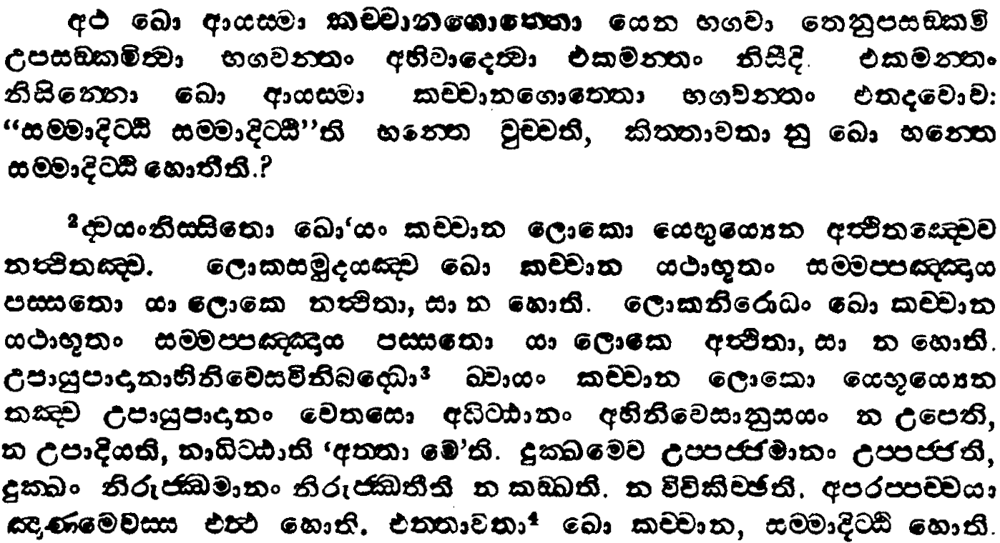 අථ ඛො ආයස්මා කච්චානගොත්තො යෙන භගවා තෙනුපසඞ්කමි
උපසඞ්කමිත්වා භගවන්තං අභිවාදෙත්වා එකමන්තං නිසීදි. එකමන්තං
නිසින්නො ඛො ආයස්මා කච්චානගොත්තො භගවන්තං එතදවොච:
“සම්මාදිට්ඨි සම්මාදිට්ඨී”ති භන්තෙ වුච්චති, කිත්තාවතා නු ඛො භන්තෙ
සම්මාදිට්ඨි හොතීති.?
²ද්වයංනිස්සිතො ඛො‘යං කච්චාන ලොකො යෙභූය්‍යෙන අත්ථිතඤ්චෙව
නත්ථිතඤ්ච. ලොකසමුදයඤ්ච ඛො කච්චාන යථාභූතං සම්මප්පඤ්ඤාය
පස්සතො යා ලොකෙ නත්ථිතා, සා න හොති. ලොකනිරොධං ඛො කච්චාන
යථාභූතං සම්මප්පඤ්ඤාය පස්සතො යා ලොකෙ අත්ථිතා, සා න හොති.
උපායුපාදානාභිනිවෙසවිනිබද්ධො³ ඛ්වායං කච්චාන ලොකො යෙභූය්‍යෙන
තඤ්ච උපායුපාදානං චෙතසො අධිට්ඨානං අභිනිවෙසානුසයං න උපෙති,
න උපාදියති, නාධිට්ඨාති ‘අත්තා මෙ’ති. දුක්ඛමෙව උප්පජ්ජමානං උප්පජ්ජති,
දුක්ඛං නිරුජ්ඣමානං නිරුජ්ඣතීති න කඞ්ඛති. න විචිකිච්ඡති. අපරප්පච්චයා
ඤාණමෙවස්ස එත්ථ හොති. එත්තාවතා⁴ ඛො කච්චාන, සම්මාදිට්ඨි හොති.